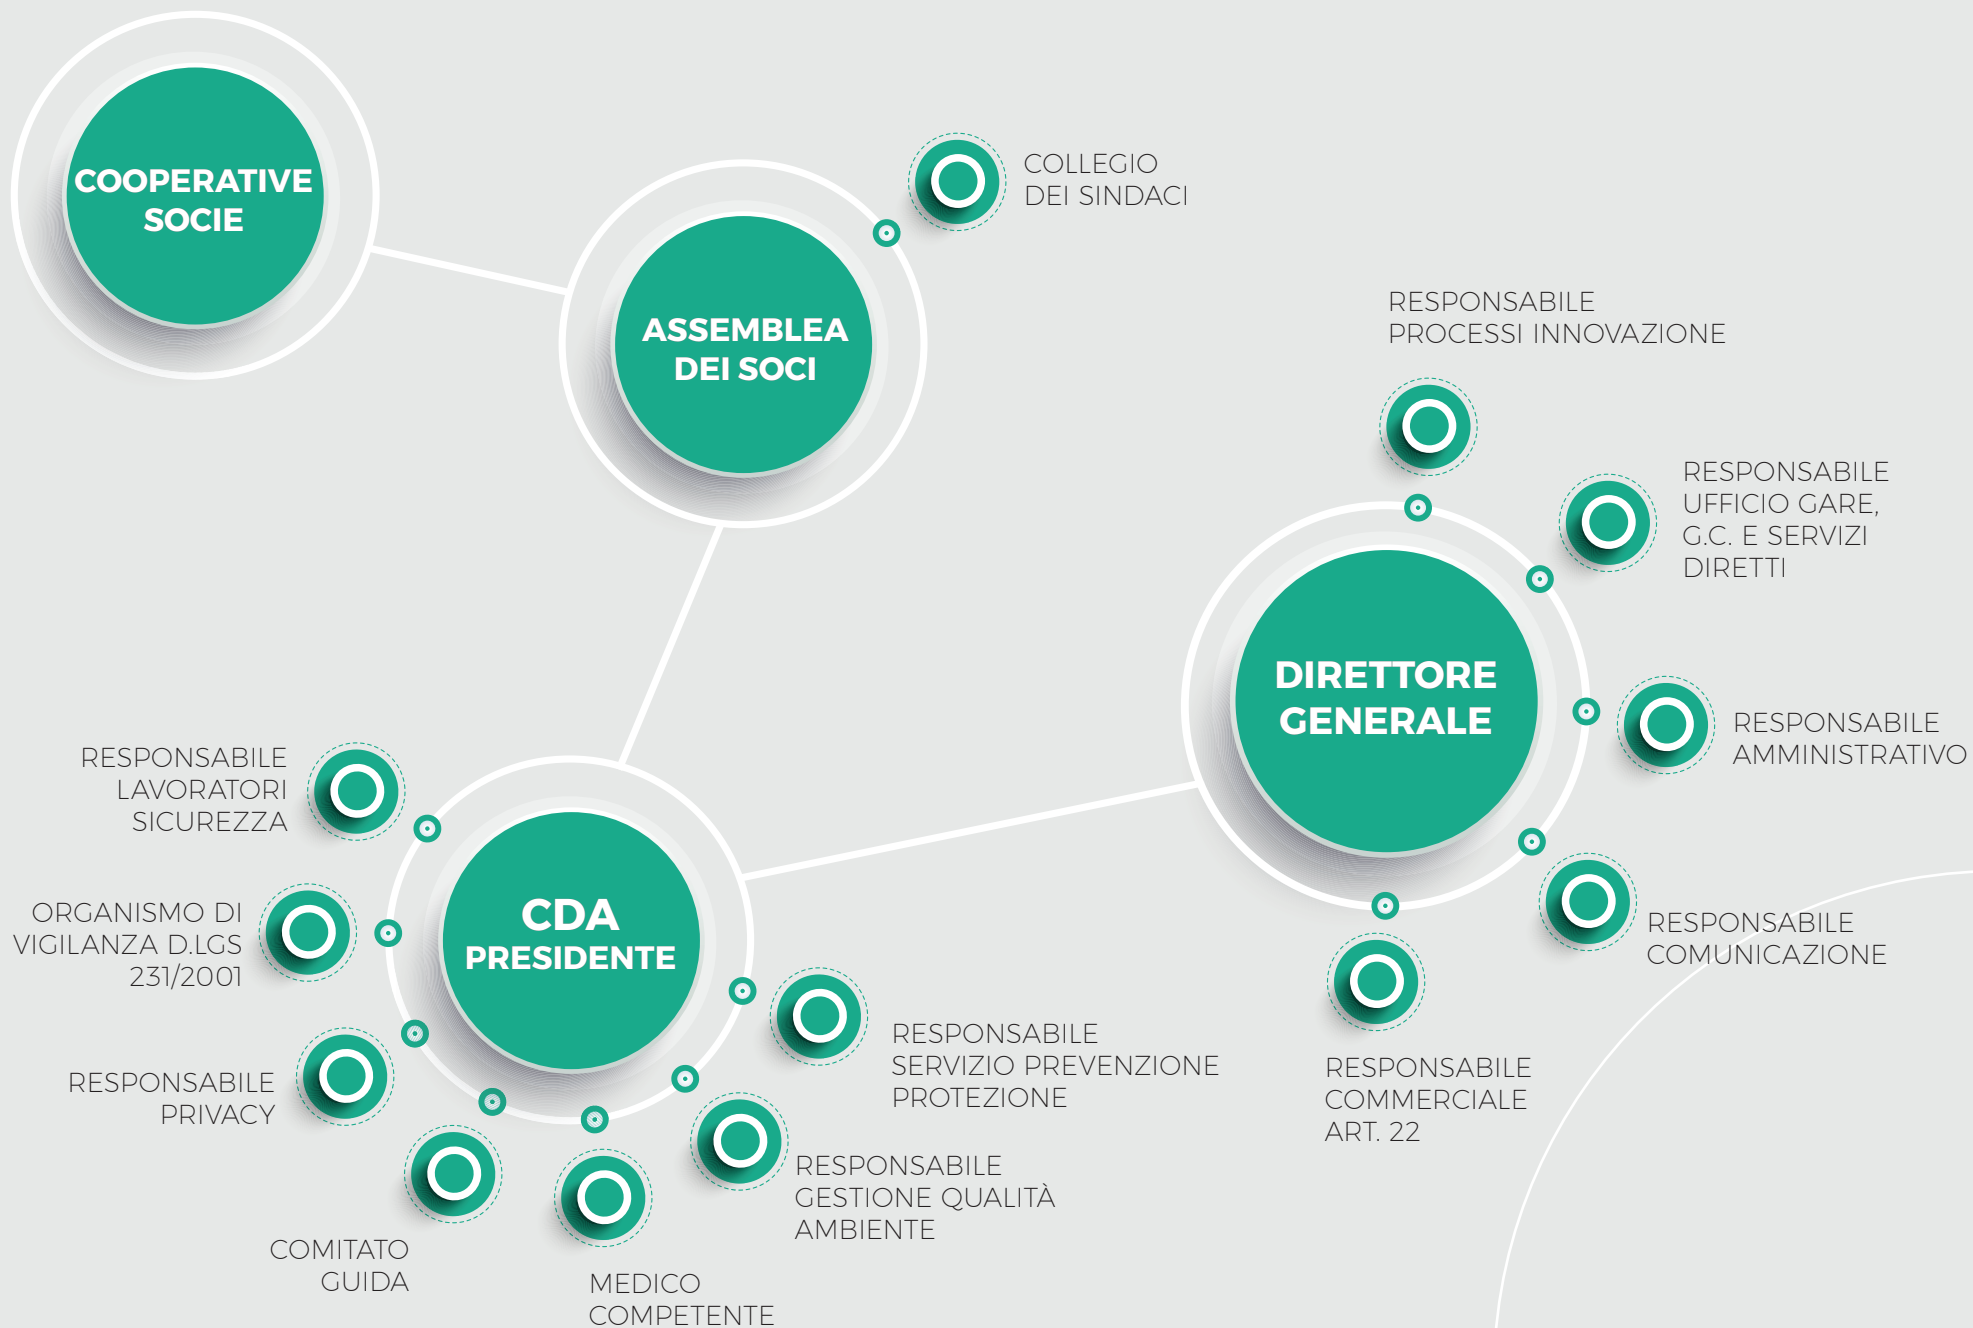 COOPERATIVE
SOCIE
COLLEGIO
DEI SINDACI
ASSEMBLEA
DEI SOCI
RESPONSABILE
PROCESSI INNOVAZIONE
RESPONSABILE
UFFICIO GARE,
G.C. E SERVIZI
DIRETTI
DIRETTORE
GENERALE
RESPONSABILE
AMMINISTRATIVO
RESPONSABILE
COMUNICAZIONE
RESPONSABILE
COMMERCIALE
ART. 22
RESPONSABILE
LAVORATORI
SICUREZZA
ORGANISMO DI
VIGILANZA D.LGS
231/2001
CDA
PRESIDENTE
RESPONSABILE
PRIVACY
COMITATO
GUIDA
MEDICO
COMPETENTE
RESPONSABILE
GESTIONE QUALITÀ
AMBIENTE
RESPONSABILE
SERVIZIO PREVENZIONE
PROTEZIONE